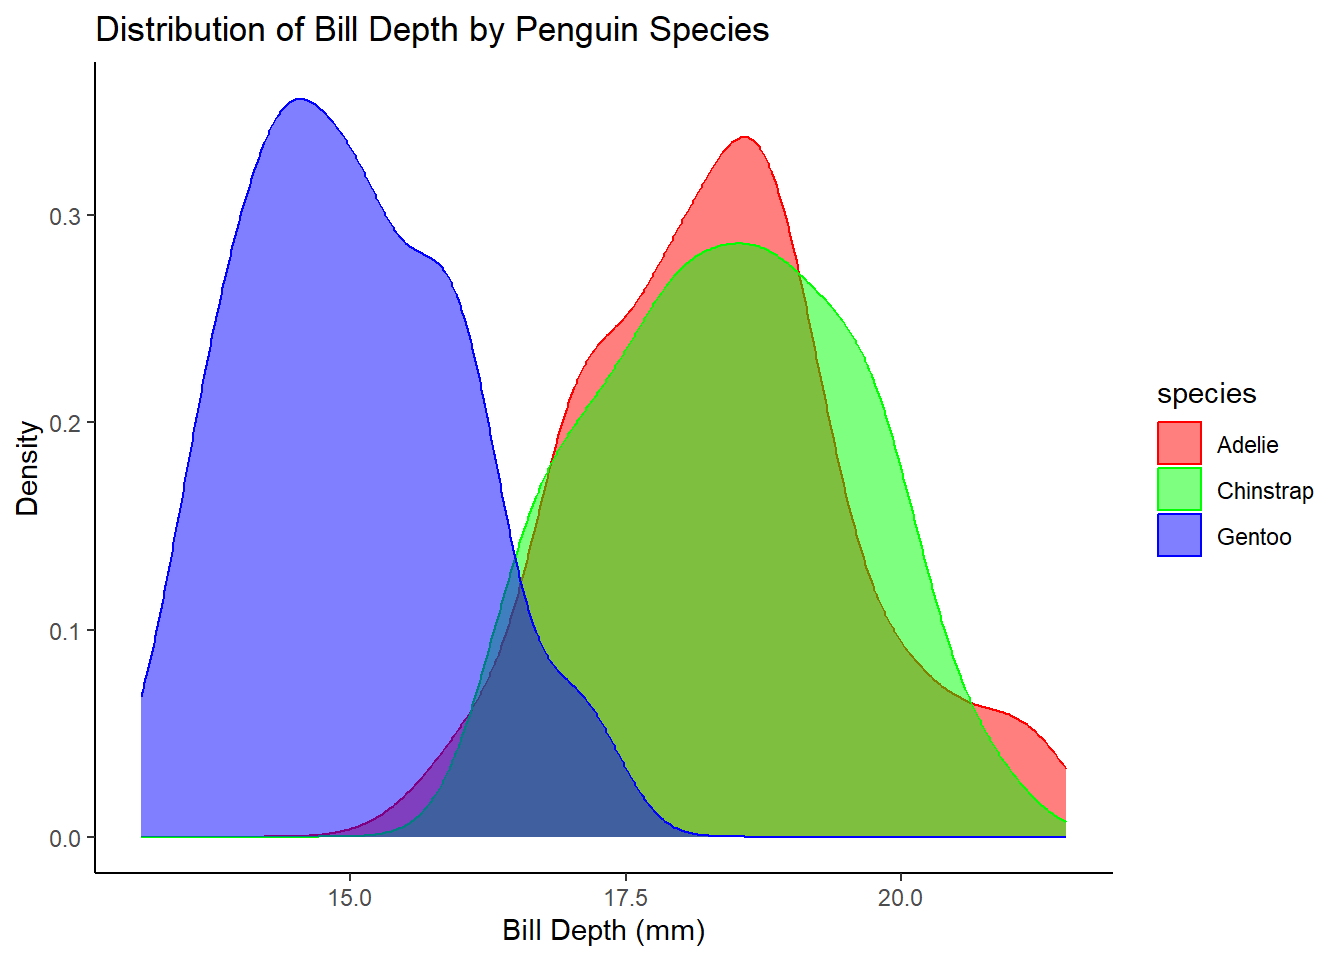 Distribution of Bill Depth by Penguin Species
Density
0.3
0.2
0.1
0.0
15.0
17.5
20.0
Bill Depth (mm)
species
Adelie
Chinstrap
Gentoo